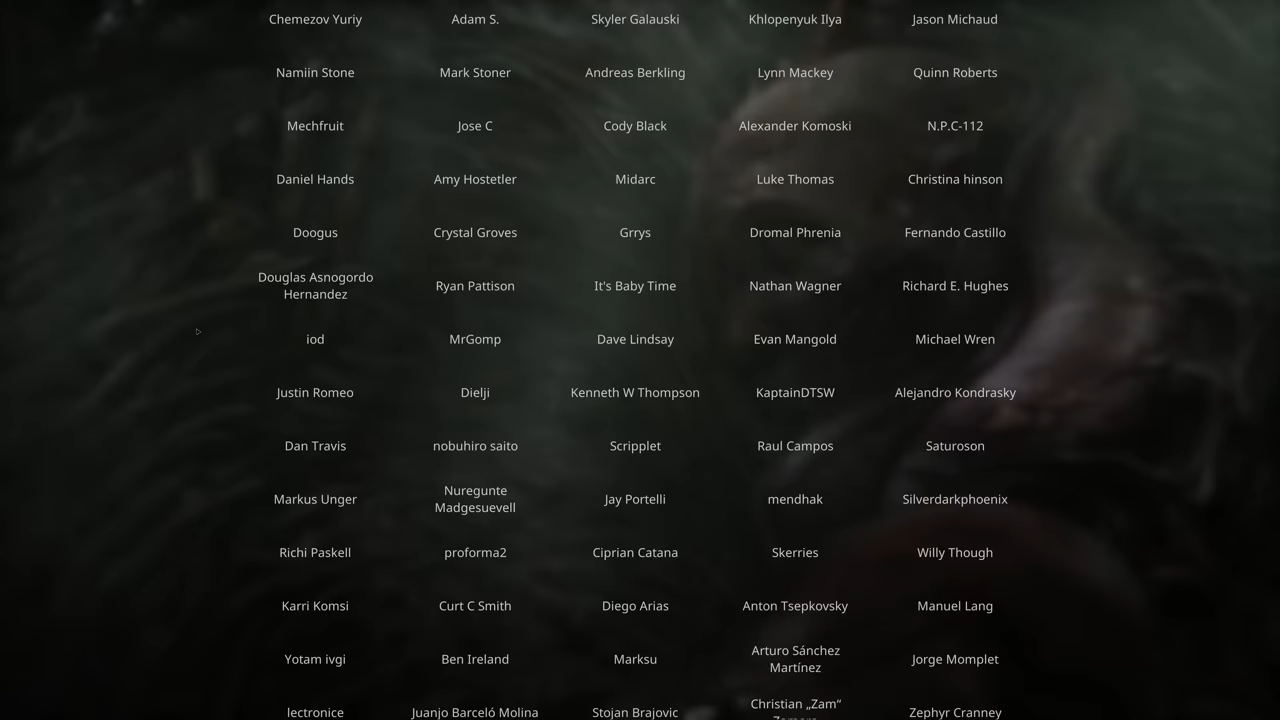 Chemezov Yuriy Adam S. Skyler Galauski Khlopenyuk Ilya Jason Michaud
Namiin Stone Mark Stoner Andreas Berkling Lynn Mackey Quinn Roberts
Mechfruit Jose C Cody Black Alexander Komoski N.P.C-112
Daniel Hands Amy Hostetler Midarc Luke Thomas Christina hinson
Doogus Crystal Groves Grrys Dromal Phrenia Fernando Castillo
Douglas Asnogordo
Hernandez Ryan Pattison It's Baby Time Nathan Wagner Richard E. Hughes
iod MrGomp Dave Lindsay Evan Mangold Michael Wren
Justin Romeo Dielji Kenneth W Thompson KaptainDTSW Alejandro Kondrasky
Dan Travis nobuhiro saito Scripplet Raul Campos Saturoson
Markus Unger Nuregunte
Madgesuevell Jay Portelli mendhak Silverdarkphoenix
Richi Paskell proforma2 Ciprian Catana Skerries Willy Though
Karri Komsi Curt C Smith Diego Arias Anton Tsepkovsky Manuel Lang
Yotam ivgi Ben Ireland Marksu Arturo Sánchez
Martínez Jorge Momplet
lectronice Juanjo Barceló Molina Stojan Brajovic Christian „Zam“ Zephyr Cranney